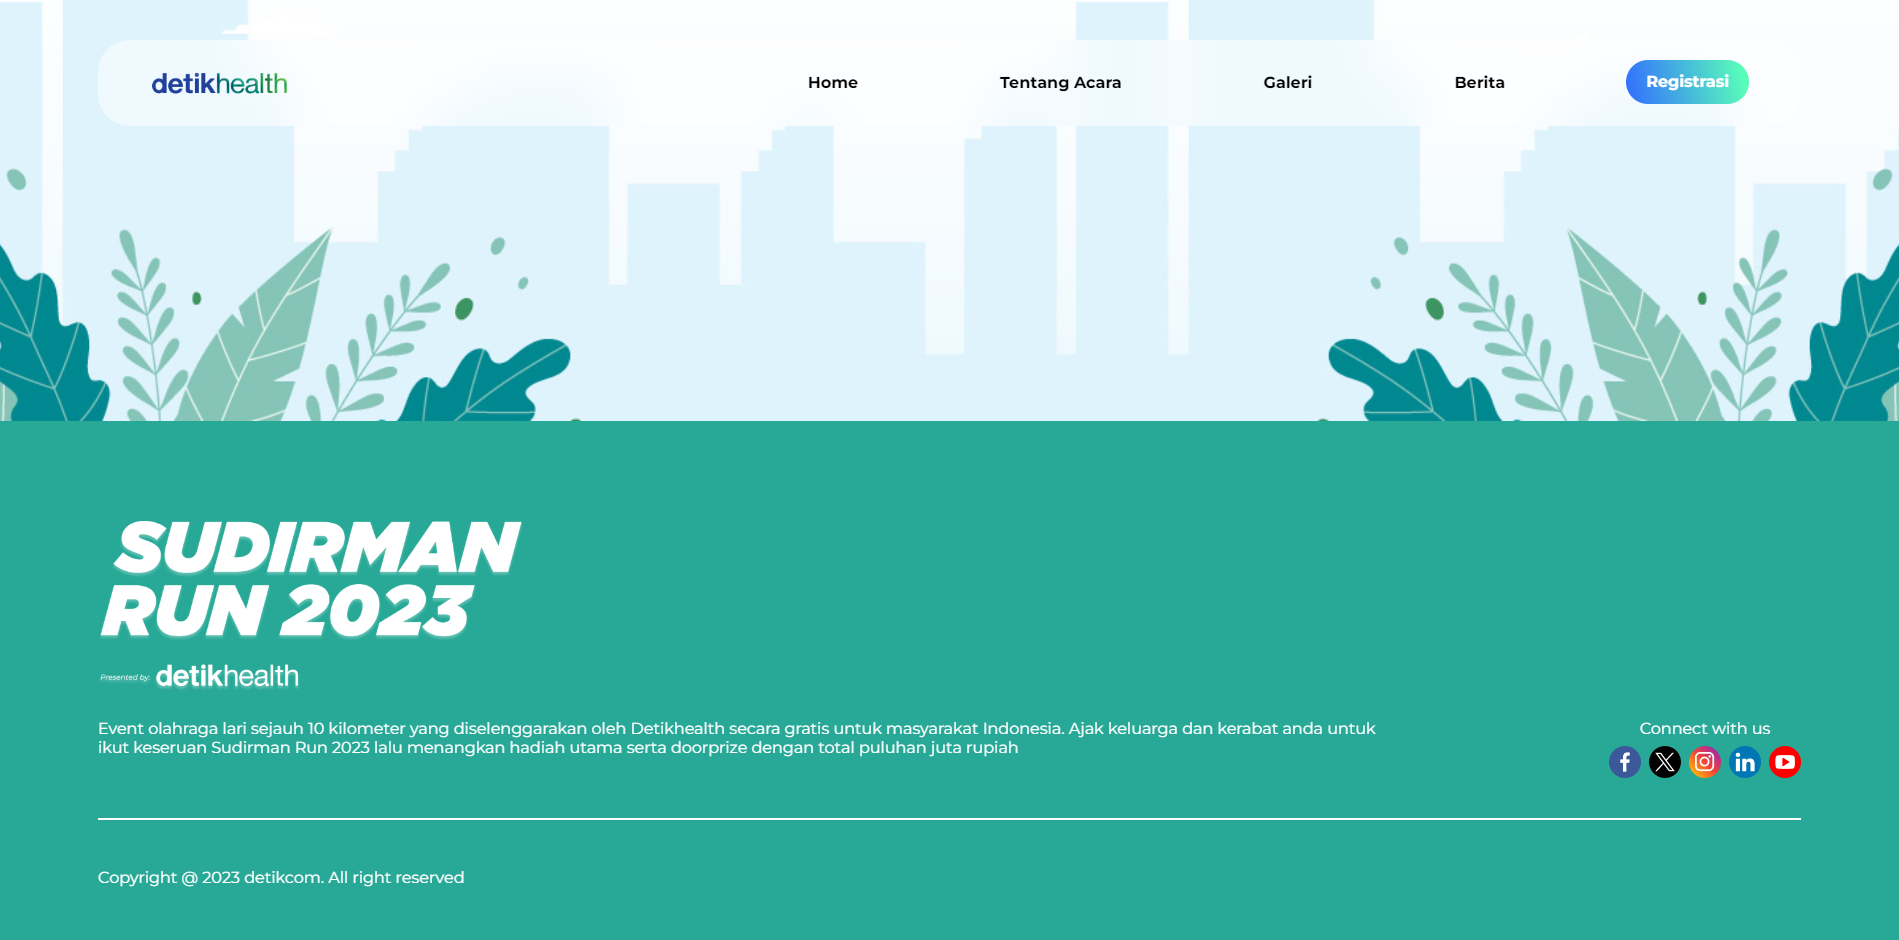 detikhealth
Home
Tentang Acara
Galeri
Berita
Registrasi
SUDIRMAN
RUN 2023
Presented by: detikhealth
Event olahraga lari sejauh 10 kilometer yang diselenggarakan oleh Detikhealth secara gratis untuk masyarakat Indonesia. Ajak keluarga dan kerabat anda untuk
ikut keseruan Sudirman Run 2023 lalu menangkan hadiah utama serta doorprize dengan total puluhan juta rupiah
Connect with us
Copyright @ 2023 detikcom. All right reserved